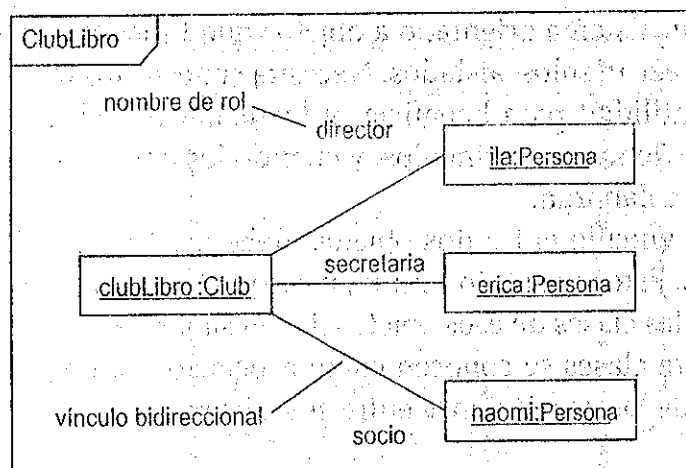 ClubLibro
nombre de rol
director
ila:Persona
clubLibro :Club
secretaria
erica:Persona
vínculo bidireccional
socio
naomi:Persona